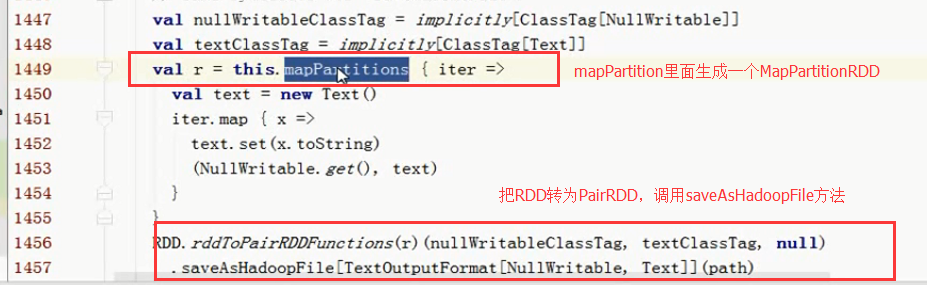 1447 val nullWritableClassTag = implicitly[ClassTag[NullWritable]]
1448 val textClassTag = implicitly[ClassTag[Text]]
1449 val r = this.mapPartitions { iter => mapPartition里面生成一个MapPartitionRDD
1450 val text = new Text()
1451 iter.map { x =>
1452 text.set(x.toString)
1453 (NullWritable.get(), text)
把RDD转为PairRDD，调用saveAsHadoopFile方法
1454 }
1455 }
1456 RDD.rddToPairRDDFunctions(r)(nullWritableClassTag, textClassTag, null)
1457 .saveAsHadoopFile[TextOutputFormat[NullWritable, Text]](path)